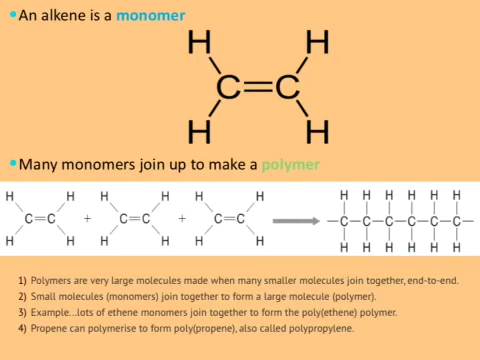 •An alkene is a monomer
H H
C=C
H H
•Many monomers join up to make a polymer
H H H H H H H H H H H H
C=C + C=C + C=C —C—C—C—C—C—C—
H H H H H H H H H H H H
1) Polymers are very large molecules made when many smaller molecules join together, end-to-end.
2) Small molecules (monomers) join together to form a large molecule (polymer).
3) Example...lots of ethene monomers join together to form the poly(ethene) polymer.
4) Propene can polymerise to form poly(propene), also called polypropylene.